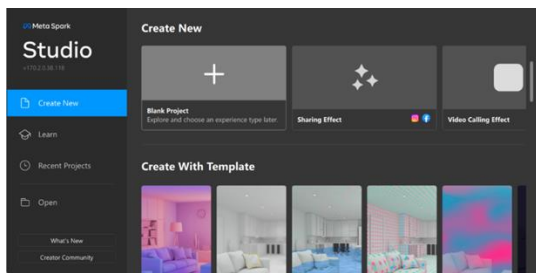 Meta Spark
Studio
Create New
Learn
Recent Projects
Open
What's New
Creator Community
Create New
Blank Project
Explore and choose an experience type later.
Sharing Effect
Video Calling Effect
Create With Template